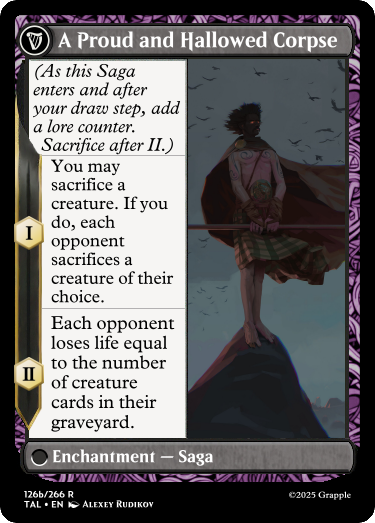 A Proud and Hallowed Corpse
(As this Saga
enters and after
your draw step, add
a lore counter.
Sacrifice after II.)
I
You may
sacrifice a
creature. If you
do, each
opponent
sacrifices a
creature of their
choice.
II
Each opponent
loses life equal
to the number
of creature
cards in their
graveyard.
Enchantment — Saga
126b/266 R
TAL • EN Alexey Rudikov
©2025 Grapple